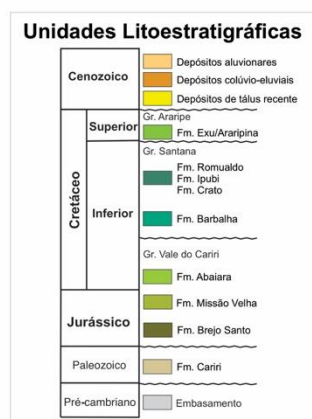 Unidades Litoestratigráficas
Cenozoico
Depósitos aluvionares
Depósitos colúvio-eluviais
Depósitos de tálus recente
Cretáceo
Superior
Gr. Araripe
Fm. Exu/Araripina
Inferior
Gr. Santana
Fm. Romualdo
Fm. Ipubi
Fm. Crato
Fm. Barbalha
Gr. Vale do Cariri
Fm. Abaiara
Jurássico
Fm. Missão Velha
Fm. Brejo Santo
Paleozoico
Fm. Cariri
Pré-cambriano
Embasamento